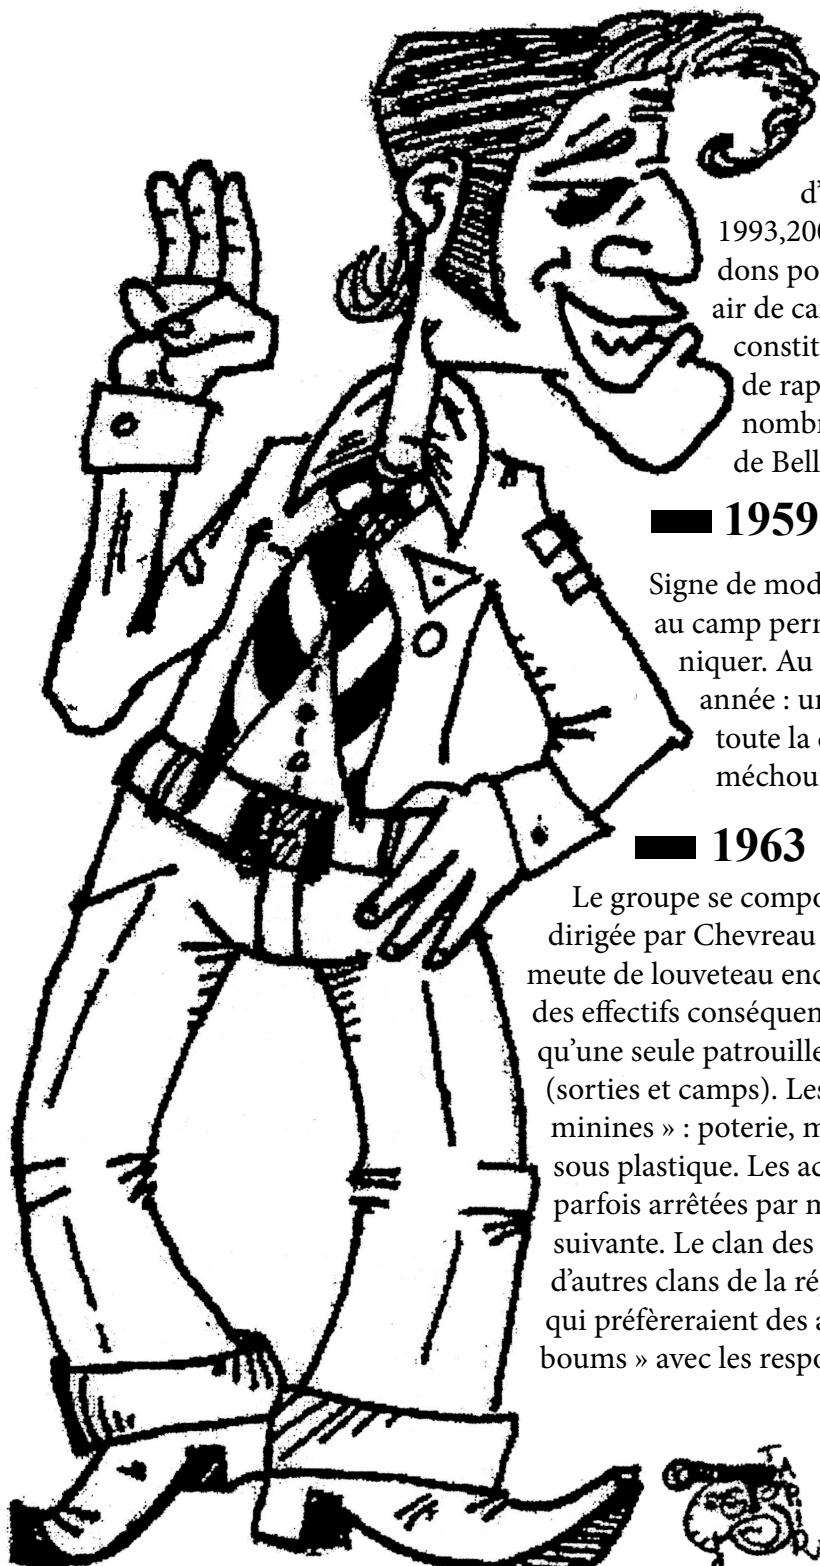 d’
1993,200
dons po
air de ca
constit
de rap
nombr
de Bell
1959
Signe de mod
au camp perm
niquer. Au
année : un
toute la
méchoui
1963
Le groupe se compo
dirigée par Chevreau
meute de louveteau enc
des effectifs conséquen
qu’une seule patrouille
(sorties et camps). Les
minines » : poterie, m
sous plastique. Les ac
parfois arrêtées par m
suivante. Le clan des
d’autres clans de la ré
qui préfèreraient des a
boums » avec les respo